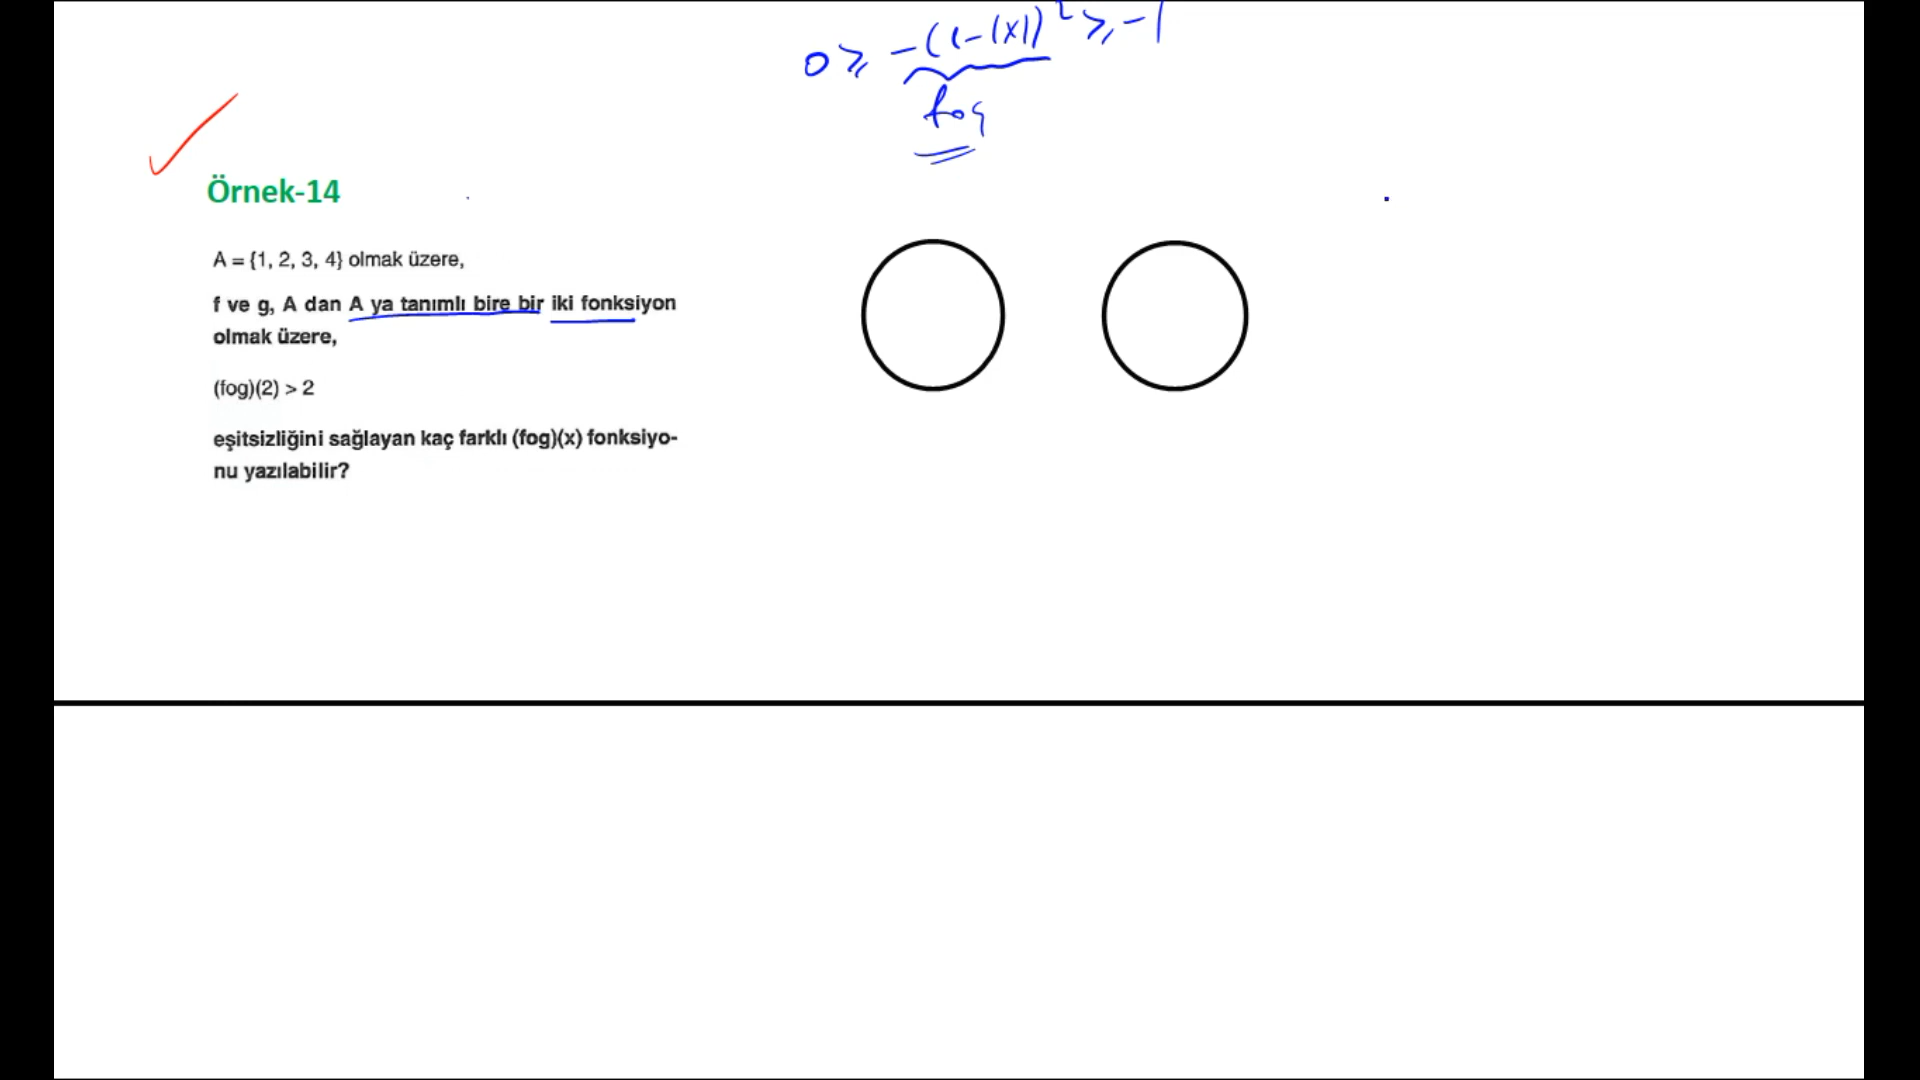 0 ≥ -(1-|x|)² ≥ -1
fog
Örnek-14
A = {1, 2, 3, 4} olmak üzere,
f ve g, A dan A ya tanımlı bire bir iki fonksiyon
olmak üzere,
(fog)(2) > 2
eşitsizliğini sağlayan kaç farklı (fog)(x) fonksiyo-
nu yazılabilir?